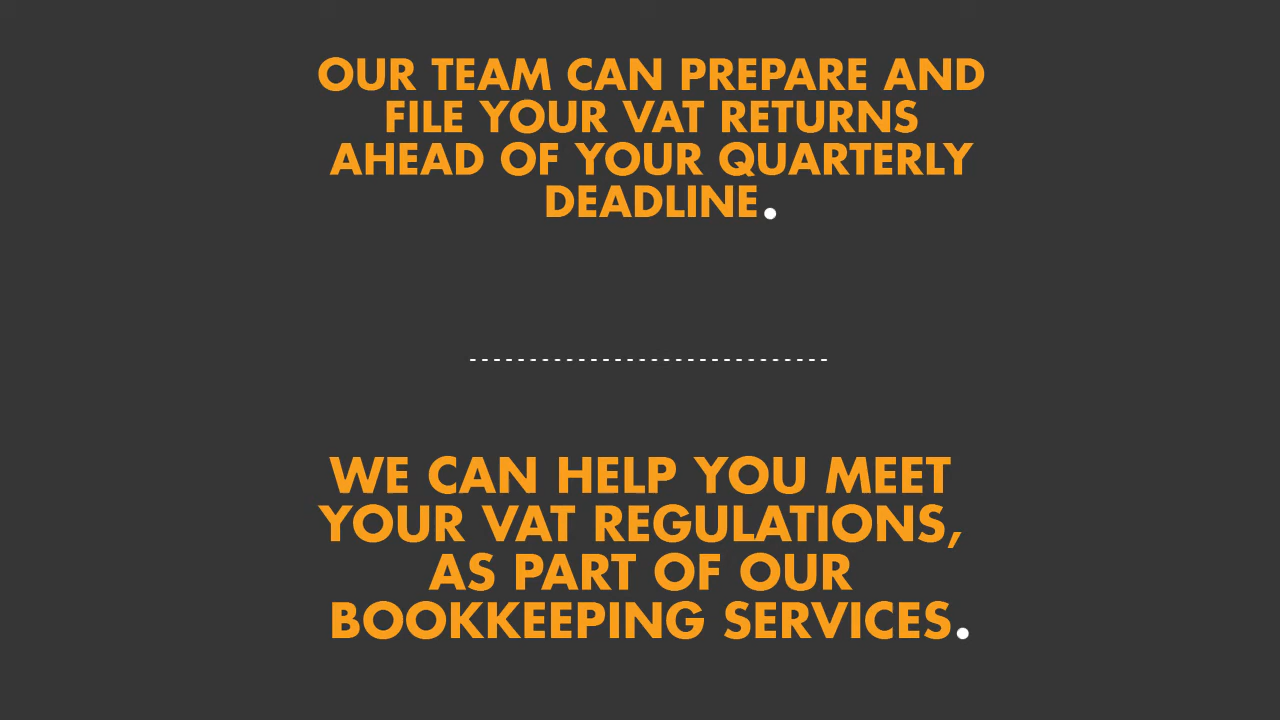 OUR TEAM CAN PREPARE AND
FILE YOUR VAT RETURNS
AHEAD OF YOUR QUARTERLY
DEADLINE.
WE CAN HELP YOU MEET
YOUR VAT REGULATIONS,
AS PART OF OUR
BOOKKEEPING SERVICES.